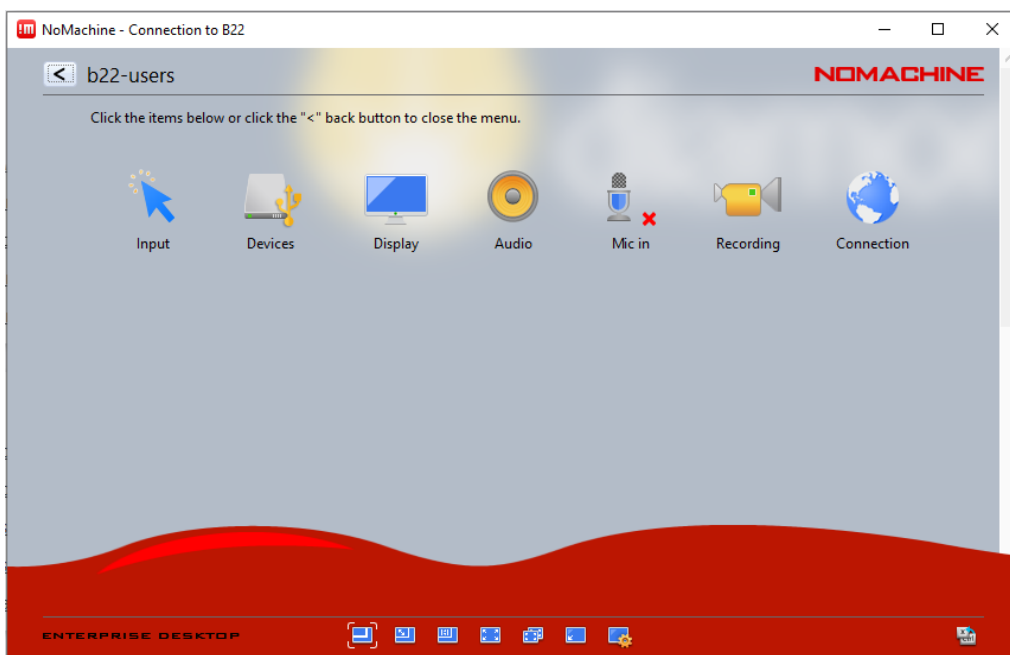 NoMachine - Connection to B22
b22-users
NOMACHINE
Click the items below or click the "<" back button to close the menu.
Input
Devices
Display
Audio
Mic in
Recording
Connection
ENTERPRISE DESKTOP